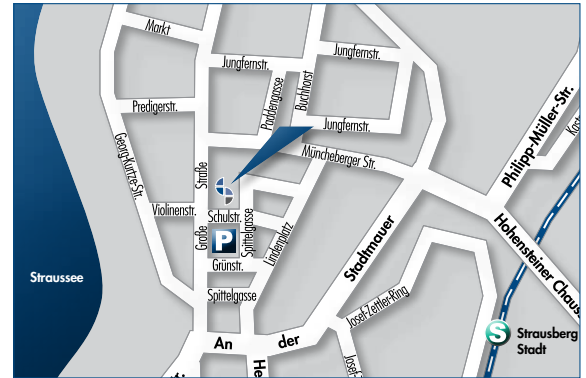 Markt
Jungfernstr.
Jungfernstr.
Paddengasse
Buchhorst
Predigerstr.
Jungfernstr.
Philipp-Müller-Str.
Müncheberger Str.
Georg-Kurtze-Str.
Große Straße
Violinenstr.
Schulstr.
P
Spittelgasse
Lindenplatz
Grünstr.
Hohensteiner Chaus
Straussee
Spittelgasse
An der Stadtmauer
Josef-Zettler-Ring
S Strausberg
Stadt
Josef-
He